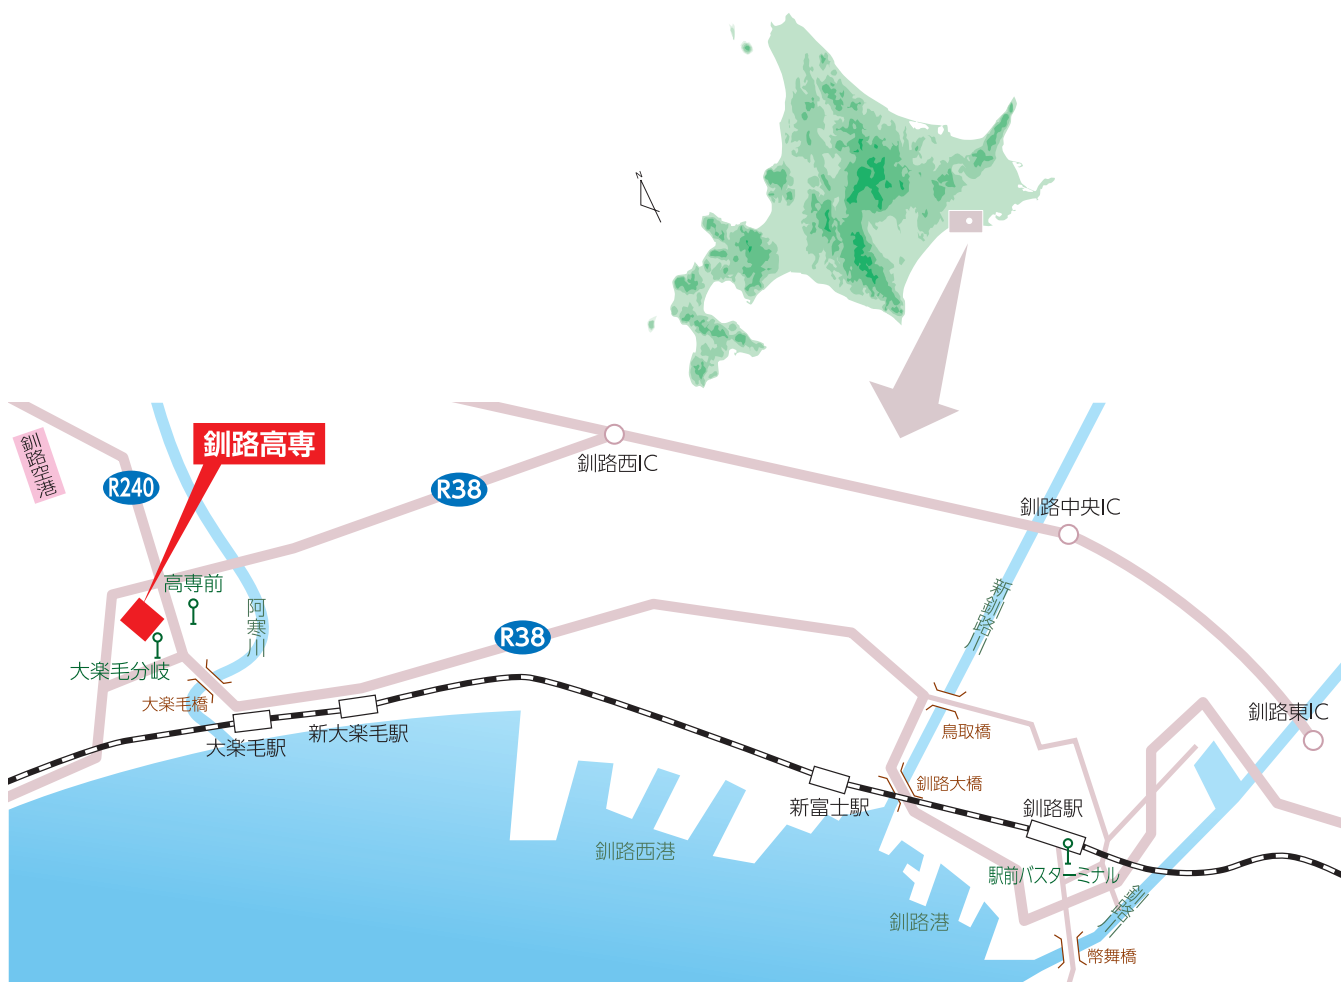 N
釧路高専
釧路空港
R240
R38
釧路西IC
釧路中央IC
高専前
阿寒川
新釧路川
R38
大楽毛分岐
大楽毛橋
大楽毛駅
新大楽毛駅
鳥取橋
釧路東IC
釧路大橋
新富士駅
釧路駅
釧路西港
駅前バスターミナル
釧路川
釧路港
幣舞橋